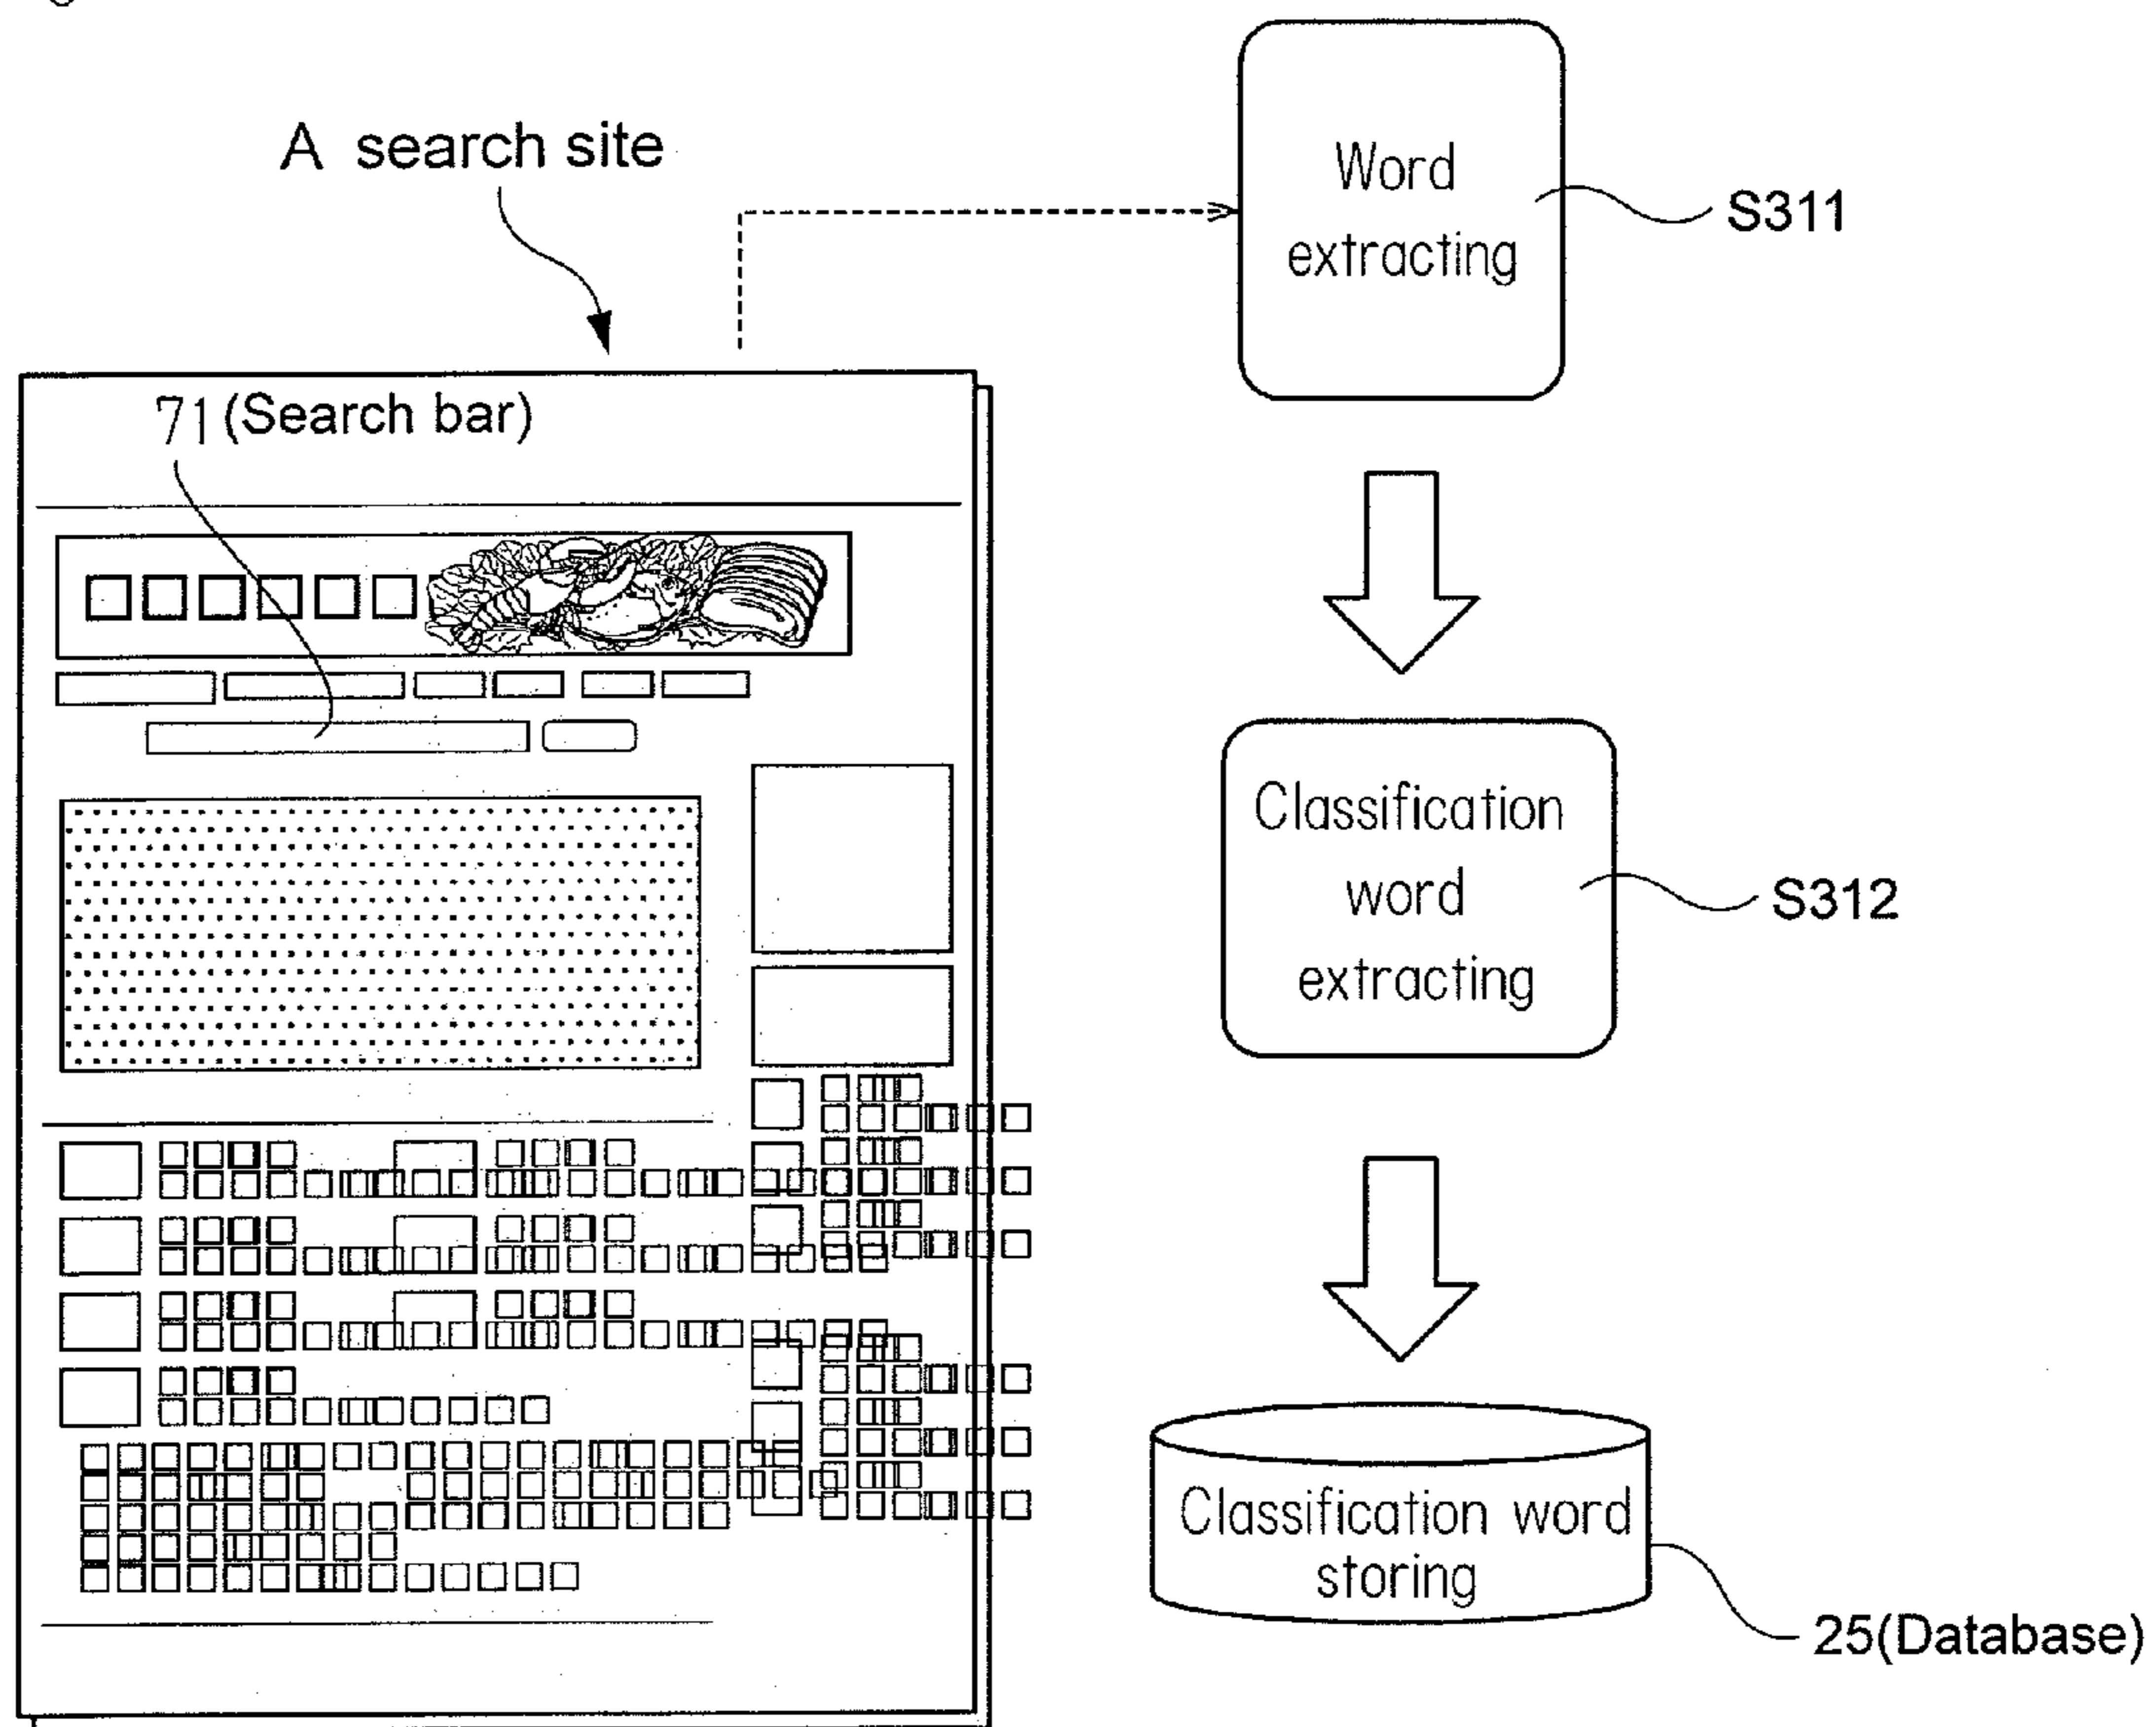 A search site
71(Search bar)
Word
extracting
S311
Classification
word
extracting
S312
Classification word
storing
25(Database)